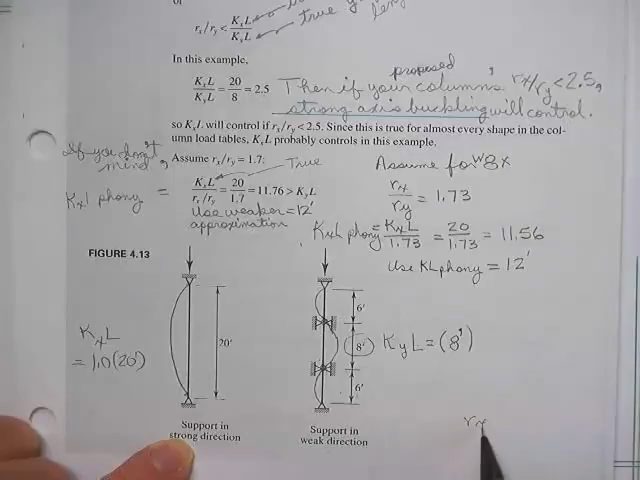 of
rx/ry < KxL/KyL
true
length
In this example,
KxL/KyL = 20/8 = 2.5
proposed
Then if your columns, rx/ry < 2.5,
strong axis buckling will control.
so KxL will control if rx/ry < 2.5. Since this is true for almost every shape in the col-
umn load tables, KxL probably controls in this example.
If you don't
mind,
Assume rx/ry = 1.7:
True
Assume for W8x
Kxl phony =
KxL/rx/ry = 20/1.7 = 11.76 > KyL
rx/ry = 1.73
Use weaker = 12'
approximation
KxL phony = KxL/1.73 = 20/1.73 = 11.56
Use KL phony = 12'
FIGURE 4.13
KxL
= 1.0(20')
20'
6'
8'
6'
KyL = (8')
Support in
strong direction
Support in
weak direction
rx